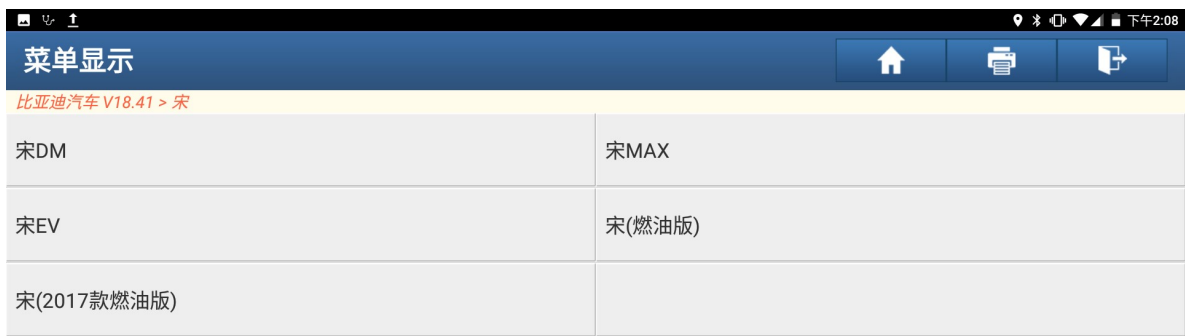 下午2:08
菜单显示
比亚迪汽车 V18.41 > 宋
宋DM
宋MAX
宋EV
宋(燃油版)
宋(2017款燃油版)